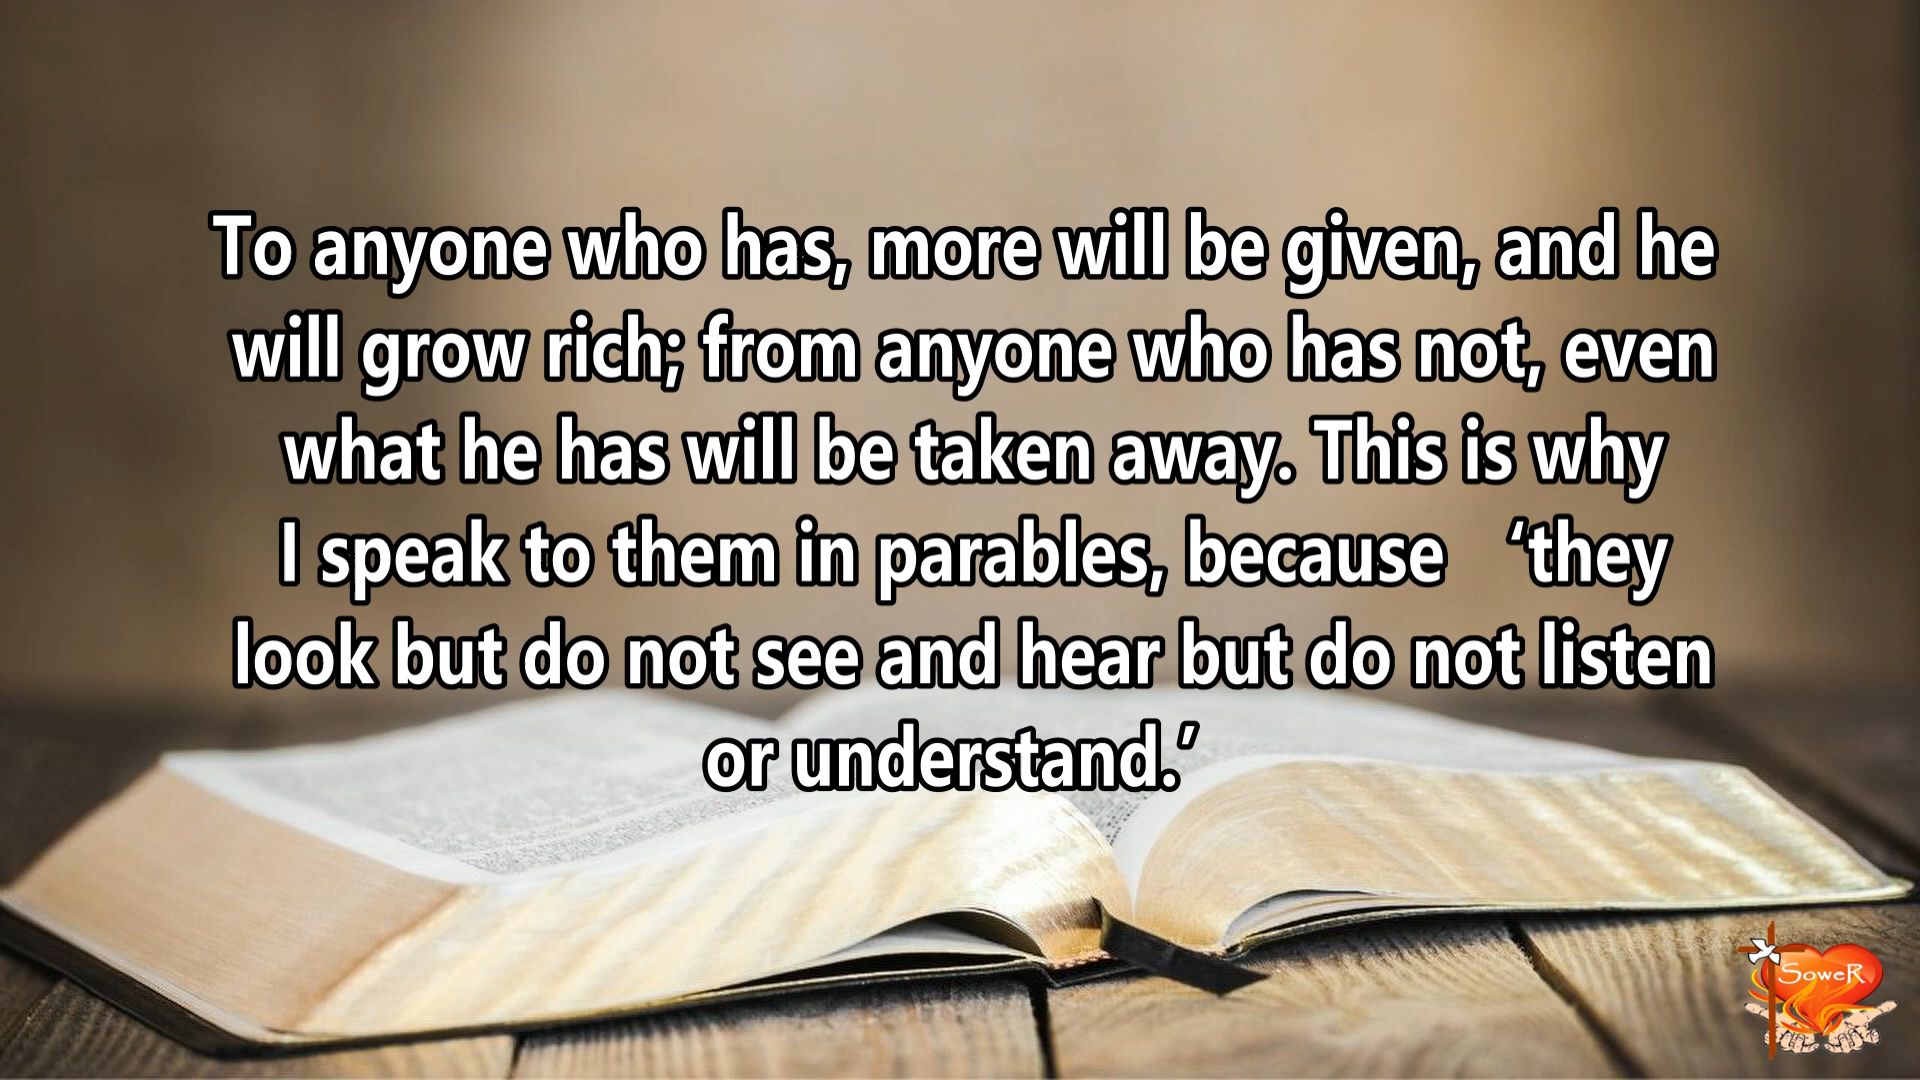 To anyone who has, more will be given, and he
will grow rich; from anyone who has not, even
what he has will be taken away. This is why
I speak to them in parables, because ‘they
look but do not see and hear but do not listen
or understand.’
SoweR